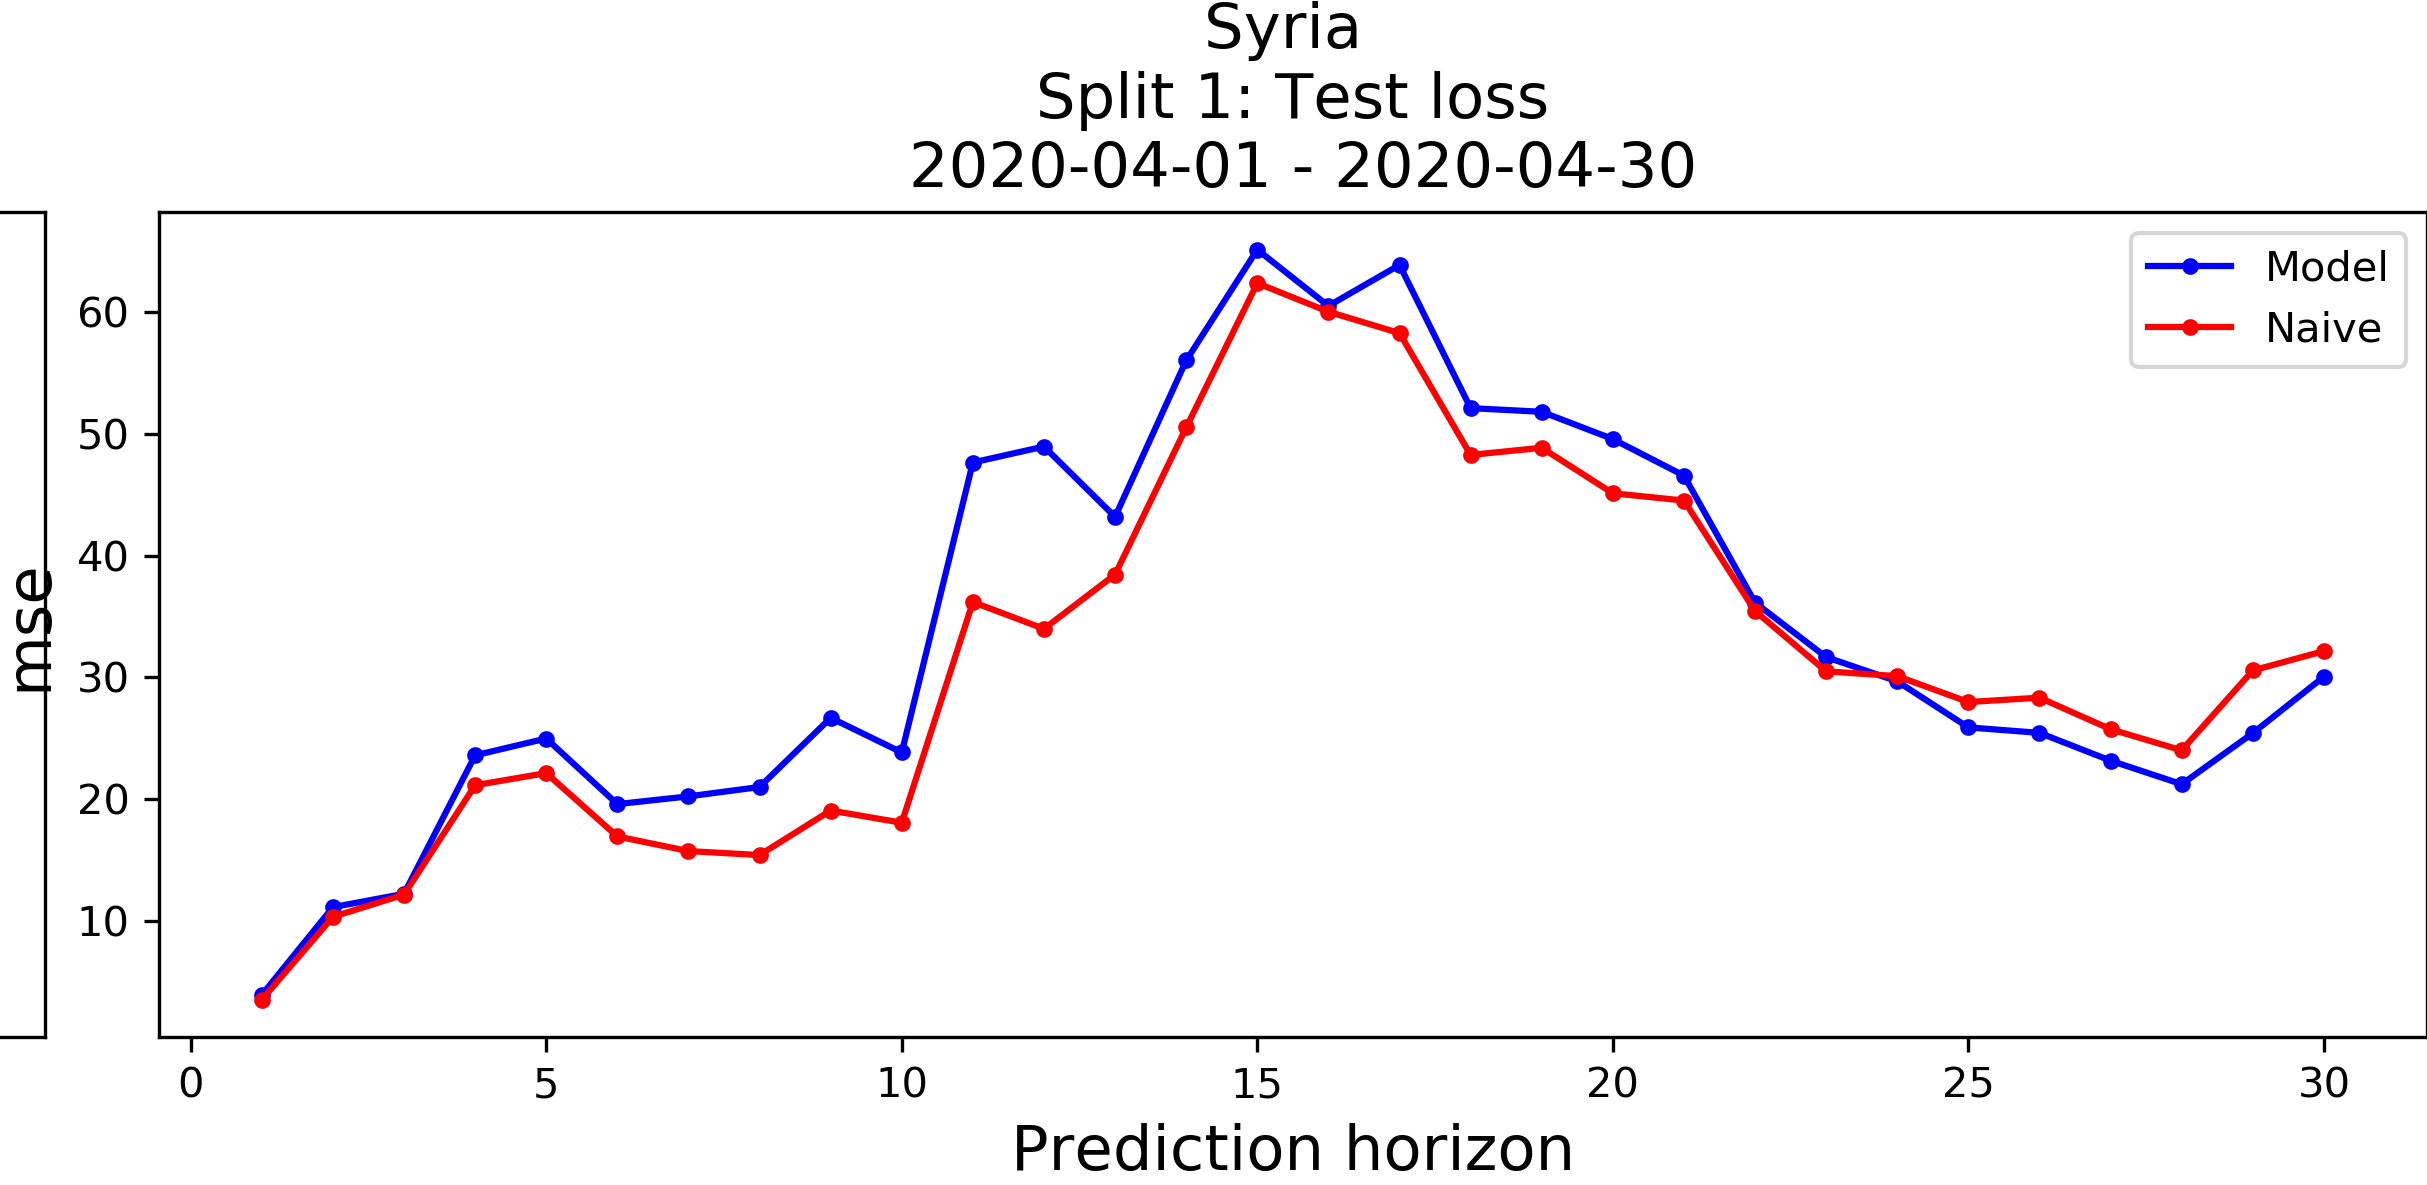 Syria
Split 1: Test loss
2020-04-01 - 2020-04-30
Model
Naive
mse
60
50
40
30
20
10
0 5 10 15 20 25 30
Prediction horizon